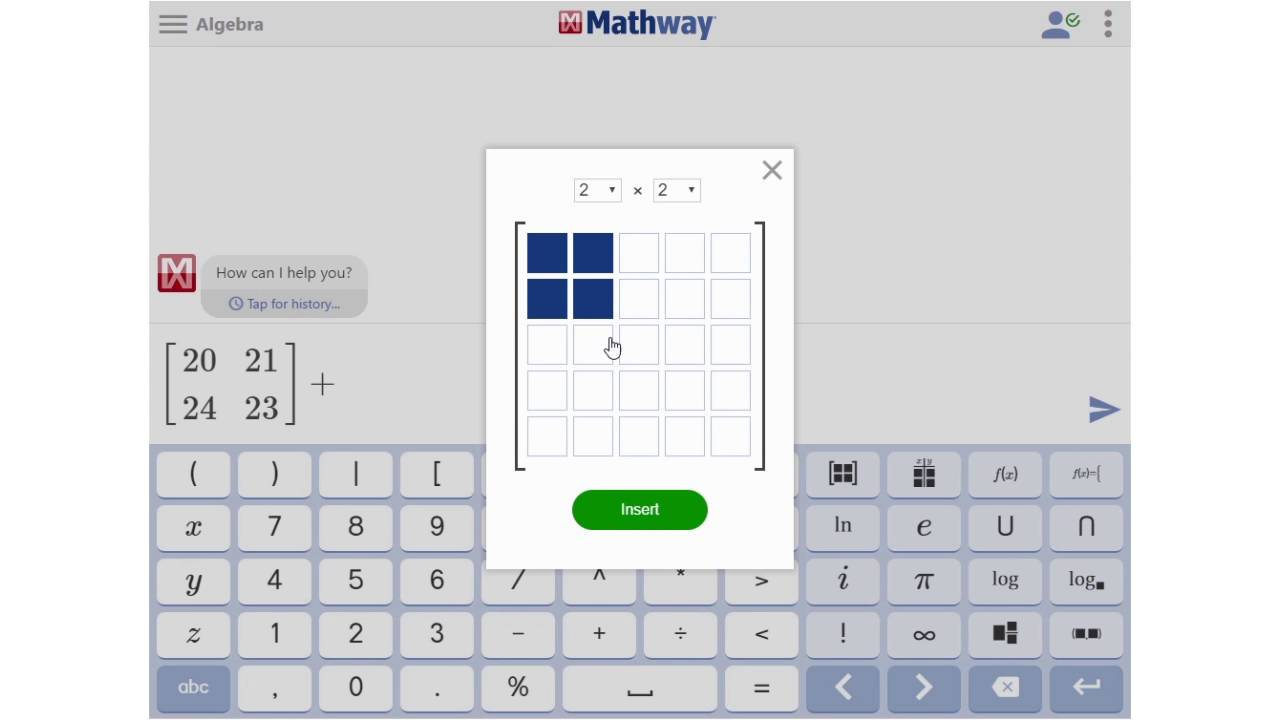 Algebra
Mathway
2 × 2
How can I help you?
Tap for history...
[20 21
24 23] +
Insert
( ) | [ f(x) f(x)={
x 7 8 9 ln e ∪ ∩
y 4 5 6 / ^ * > i π log log■
z 1 2 3 − + ÷ < ! ∞
abc , 0 . % =